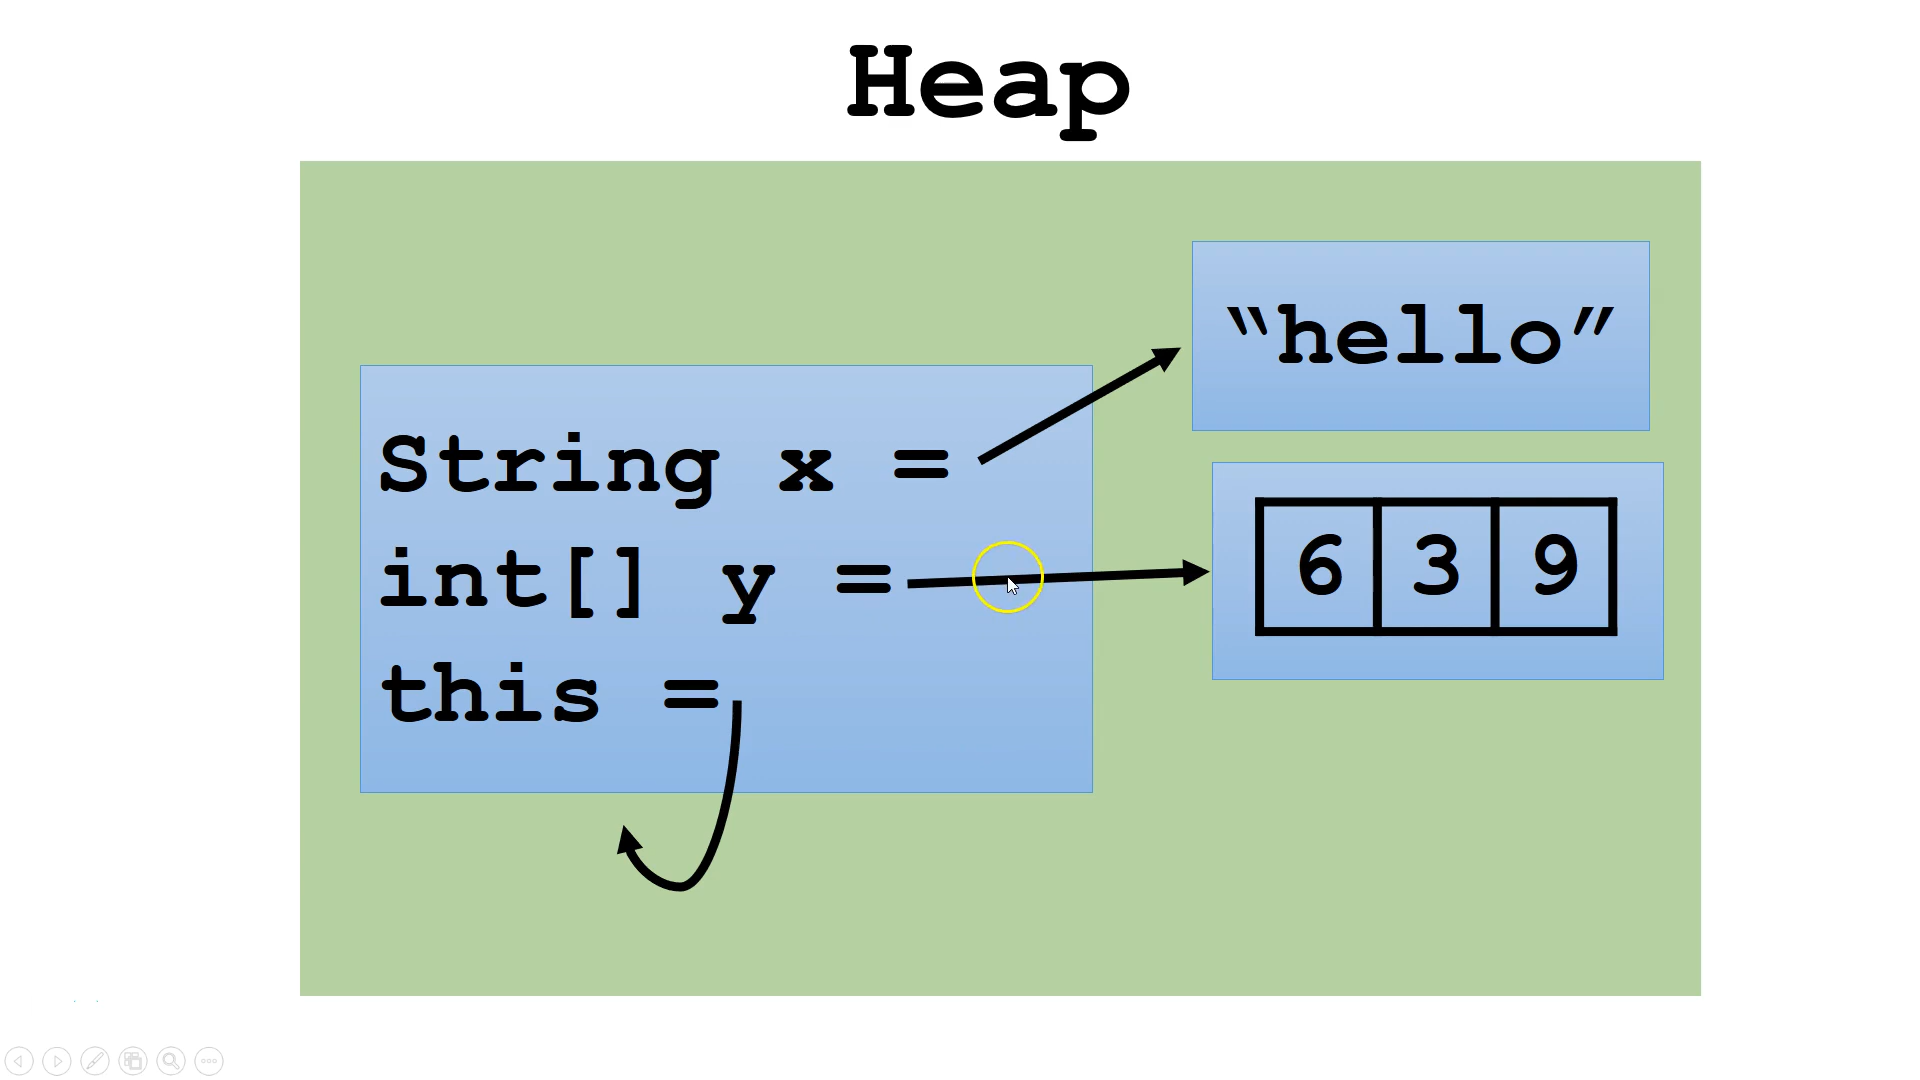 Heap
“hello”
String x =
int[] y =
6 3 9
this =